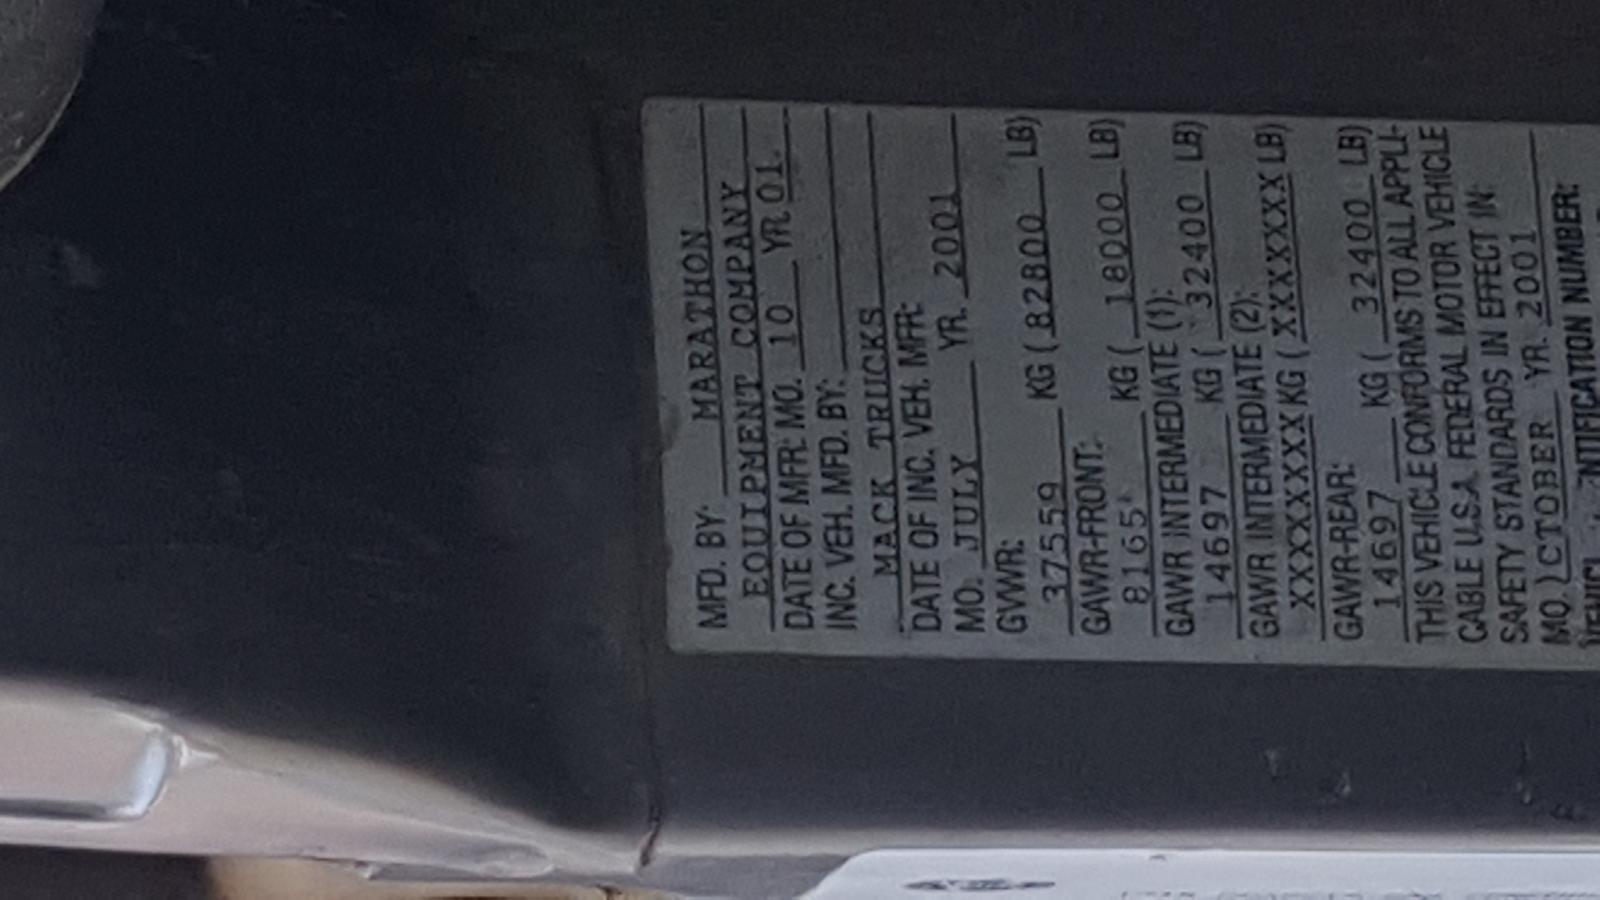 MFD. BY: MARATHON
EQUIPMENT COMPANY
DATE OF MFR: MO. 10 YR 01
INC. VEH. MFD. BY:
MACK TRUCKS
DATE OF INC. VEH. MFR:
MO. JULY YR. 2001
GVWR:
37559 KG ( 82800 LB)
GAWR-FRONT:
8165 KG ( 18000 LB)
GAWR INTERMEDIATE (1):
14697 KG ( 32400 LB)
GAWR INTERMEDIATE (2):
XXXXXXXXX KG ( XXXXXXXX LB)
GAWR-REAR:
14697 KG ( 32400 LB)
THIS VEHICLE CONFORMS TO ALL APPLI-
CABLE U.S.A. FEDERAL MOTOR VEHICLE
SAFETY STANDARDS IN EFFECT IN:
MO. OCTOBER YR. 2001
NUMBER: